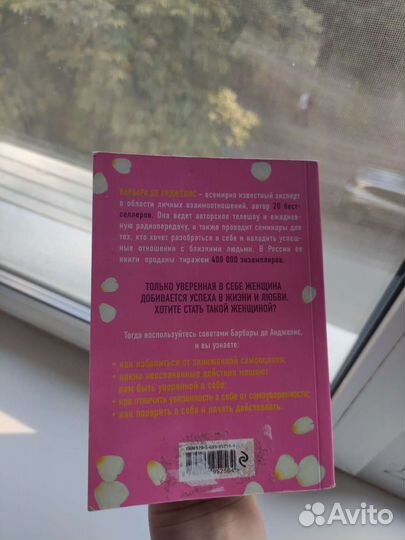 БАРБАРА ДЕ АНДЖЕЛИС – всемирно известный эксперт
в области личных взаимоотношений, автор 20 бест-
селлеров. Она ведет авторское телешоу и ежеднев-
ную радиопередачу, а также проводит семинары для
тех, кто хочет разобраться в себе и наладить успеш-
ные отношения с близкими людьми. В России ее
книги проданы тиражом 400 000 экземпляров.
ТОЛЬКО УВЕРЕННАЯ В СЕБЕ ЖЕНЩИНА
ДОБИВАЕТСЯ УСПЕХА В ЖИЗНИ И ЛЮБВИ.
ХОТИТЕ СТАТЬ ТАКОЙ ЖЕНЩИНОЙ?
Тогда воспользуйтесь советами Барбары де Анджелис,
и вы узнаете:
• как избавиться от заниженной самооценки;
• какие неосознанные действия мешают
вам быть уверенной в себе;
• как отличить уверенность в себе от самоуверенности;
• как поверить в себя и начать действовать.
Avito